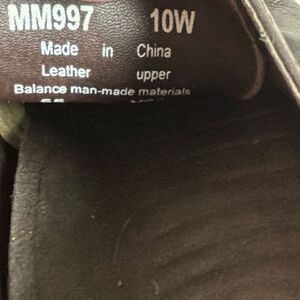 MM997 10W
Made in China
Leather upper
Balance man-made materials